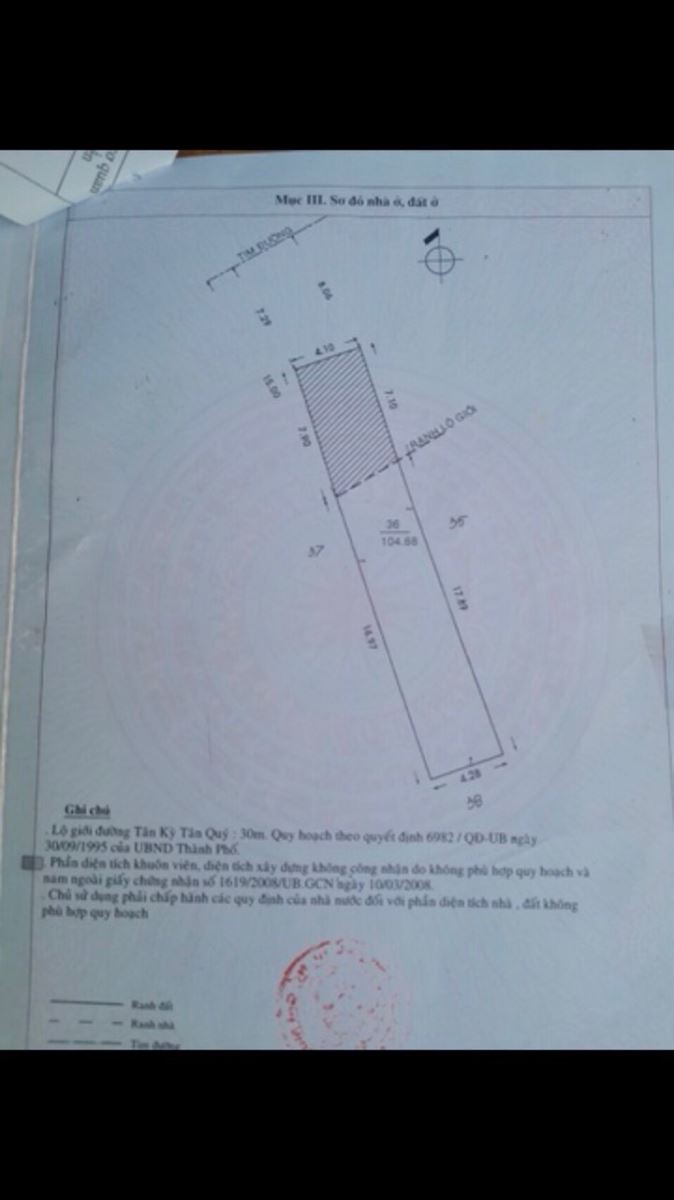 Mục III. Sơ đồ nhà ở, đất ở
TIM ĐƯỜNG
8.06
7.29
4.10
15.00
7.10
7.90
RANH LỘ GIỚI
36
104.68
35
37
17.89
16.97
4.28
38
Ghi chú
. Lộ giới đường Tân Kỳ Tân Quý : 30m. Quy hoạch theo quyết định 6982 / QĐ-UB ngày
30/09/1995 của UBND Thành Phố.
. Phần diện tích khuôn viên, diện tích xây dựng không công nhận do không phù hợp quy hoạch và
nằm ngoài giấy chứng nhận số 1619/2008/UB.GCN ngày 10/03/2008.
. Chủ sử dụng phải chấp hành các quy định của nhà nước đối với phần diện tích nhà , đất không
phù hợp quy hoạch
Ranh đất
Ranh nhà
Tim đường